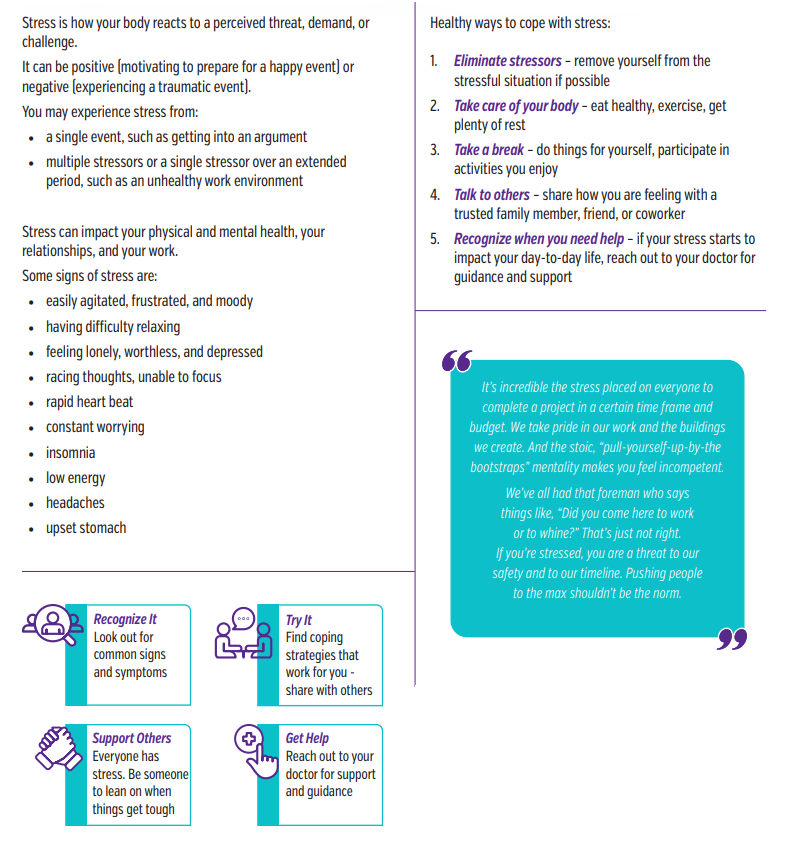 Stress is how your body reacts to a perceived threat, demand, or
challenge.
It can be positive (motivating to prepare for a happy event) or
negative (experiencing a traumatic event).
You may experience stress from:
• a single event, such as getting into an argument
• multiple stressors or a single stressor over an extended
period, such as an unhealthy work environment
Stress can impact your physical and mental health, your
relationships, and your work.
Some signs of stress are:
• easily agitated, frustrated, and moody
• having difficulty relaxing
• feeling lonely, worthless, and depressed
• racing thoughts, unable to focus
• rapid heart beat
• constant worrying
• insomnia
• low energy
• headaches
• upset stomach
Recognize It
Look out for
common signs
and symptoms
Try It
Find coping
strategies that
work for you -
share with others
Support Others
Everyone has
stress. Be someone
to lean on when
things get tough
Get Help
Reach out to your
doctor for support
and guidance
Healthy ways to cope with stress:
1. Eliminate stressors – remove yourself from the
stressful situation if possible
2. Take care of your body – eat healthy, exercise, get
plenty of rest
3. Take a break – do things for yourself, participate in
activities you enjoy
4. Talk to others – share how you are feeling with a
trusted family member, friend, or coworker
5. Recognize when you need help – if your stress starts to
impact your day-to-day life, reach out to your doctor for
guidance and support
“
It's incredible the stress placed on everyone to
complete a project in a certain time frame and
budget. We take pride in our work and the buildings
we create. And the stoic, “pull-yourself-up-by-the
bootstraps” mentality makes you feel incompetent.
We've all had that foreman who says
things like, “Did you come here to work
or to whine?” That's just not right.
If you're stressed, you are a threat to our
safety and to our timeline. Pushing people
to the max shouldn't be the norm.
”